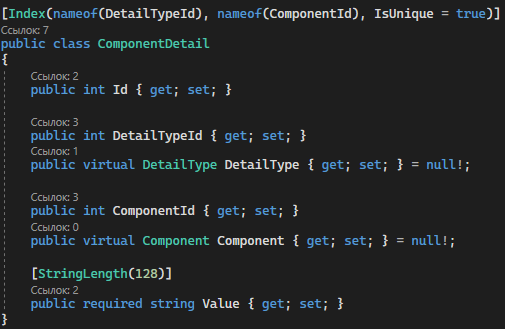 [Index(nameof(DetailTypeId), nameof(ComponentId), IsUnique = true)]
Ссылок: 7
public class ComponentDetail
{
Ссылок: 2
public int Id { get; set; }
Ссылок: 3
public int DetailTypeId { get; set; }
Ссылок: 1
public virtual DetailType DetailType { get; set; } = null!;
Ссылок: 3
public int ComponentId { get; set; }
Ссылок: 0
public virtual Component Component { get; set; } = null!;
[StringLength(128)]
Ссылок: 2
public required string Value { get; set; }
}